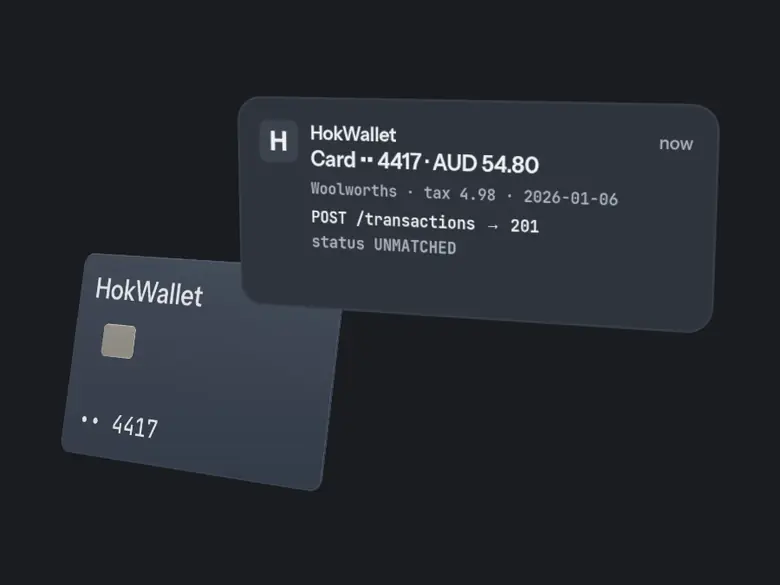 H
HokWallet
now
Card •• 4417 · AUD 54.80
Woolworths · tax 4.98 · 2026-01-06
POST /transactions → 201
status UNMATCHED
HokWallet
•• 4417